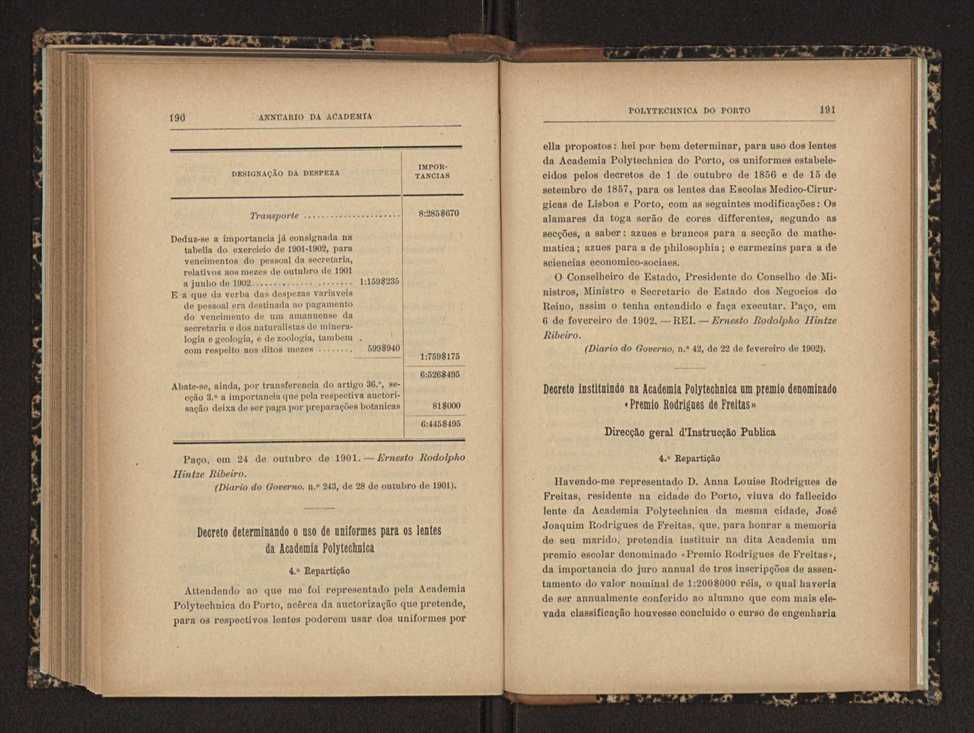 190 ANNUARIO DA ACADEMIA
DESIGNAÇÃO DA DESPEZA
IMPOR-
TANCIAS
Transporte ...................... 8:285$670
Deduz-se a importancia já consignada na
tabella do exercicio de 1901-1902, para
vencimentos do pessoal da secretaria,
relativos aos mezes de outubro de 1901
a junho de 1902...................... 1:159$235
E a que da verba das despezas variaveis
de pessoal era destinada ao pagamento
do vencimento de um amanuense da
secretaria e dos naturalistas de minera-
logia e geologia, e de zoologia, tambem
com respeito aos ditos mezes ........ 599$940
1:759$175
6:526$495
Abate-se, ainda, por transferencia do artigo 36.º, se-
cção 3.ª a importancia que pela respectiva auctori-
sação deixa de ser paga por preparações botanicas 81$000
6:445$495
Paço, em 24 de outubro de 1901. — Ernesto Rodolpho
Hintze Ribeiro.
(Diario do Governo. n.º 243, de 28 de outubro de 1901).
Decreto determinando o uso de uniformes para os lentes
da Academia Polytechnica
4.ª Repartição
Attendendo ao que me foi representado pela Academia
Polytechnica do Porto, acêrca da auctorização que pretende,
para os respectivos lentes poderem usar dos uniformes por
POLYTECHNICA DO PORTO 191
ella propostos: hei por bem determinar, para uso dos lentes
da Academia Polytechnica do Porto, os uniformes estabele-
cidos pelos decretos de 1 de outubro de 1856 e de 15 de
setembro de 1857, para os lentes das Escolas Medico-Cirur-
gicas de Lisboa e Porto, com as seguintes modificações: Os
alamares da toga serão de cores differentes, segundo as
secções, a saber: azues e brancos para a secção de mathe-
matica; azues para a de philosophia; e carmezins para a de
sciencias economico-sociaes.
O Conselheiro de Estado, Presidente do Conselho de Mi-
nistros, Ministro e Secretario de Estado dos Negocios do
Reino, assim o tenha entendido e faça executar. Paço, em
6 de fevereiro de 1902. — REI. — Ernesto Rodolpho Hintze
Ribeiro.
(Diario do Governo, n.º 42, de 22 de fevereiro de 1902).
Decreto instituindo na Academia Polytechnica um premio denominado
«Premio Rodrigues de Freitas»
Direcção geral d'Instrucção Publica
4.ª Repartição
Havendo-me representado D. Anna Louise Rodrigues de
Freitas, residente na cidade do Porto, viuva do fallecido
lente da Academia Polytechnica da mesma cidade, José
Joaquim Rodrigues de Freitas, que, para honrar a memoria
de seu marido, pretendia instituir na dita Academia um
premio escolar denominado «Premio Rodrigues de Freitas»,
da importancia do juro annual de tres inscripções de assen-
tamento do valor nominal de 1:200$000 réis, o qual haveria
de ser annualmente conferido ao alumno que com mais ele-
vada classificação houvesse concluido o curso de engenharia